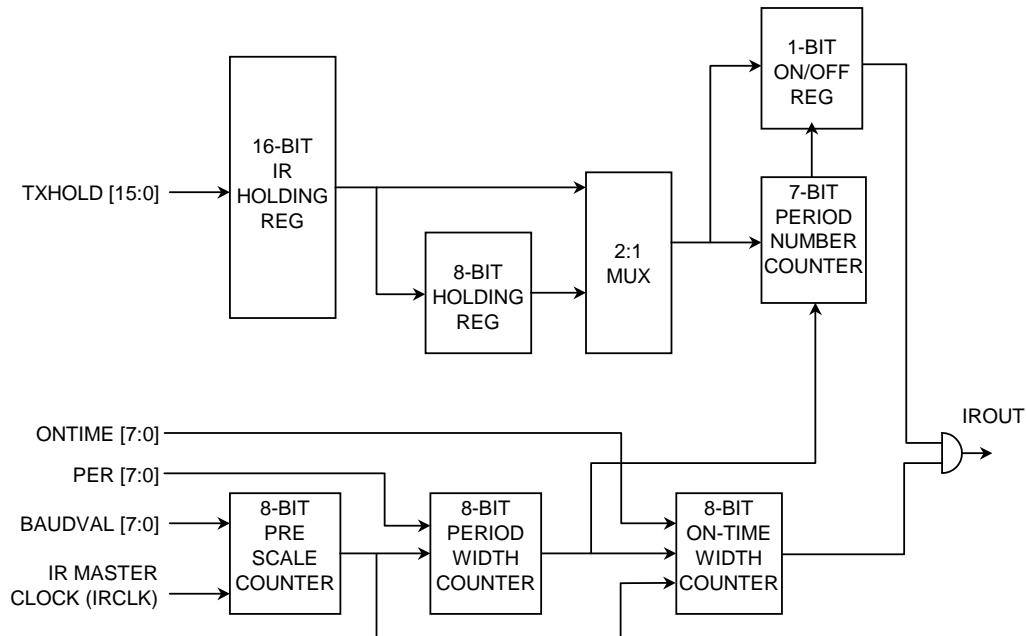 1-BIT
ON/OFF
REG
16-BIT
IR
HOLDING
REG
TXHOLD [15:0]
7-BIT
PERIOD
NUMBER
COUNTER
2:1
MUX
8-BIT
HOLDING
REG
IROUT
ONTIME [7:0]
PER [7:0]
BAUDVAL [7:0]
IR MASTER
CLOCK (IRCLK)
8-BIT
PRE
SCALE
COUNTER
8-BIT
PERIOD
WIDTH
COUNTER
8-BIT
ON-TIME
WIDTH
COUNTER